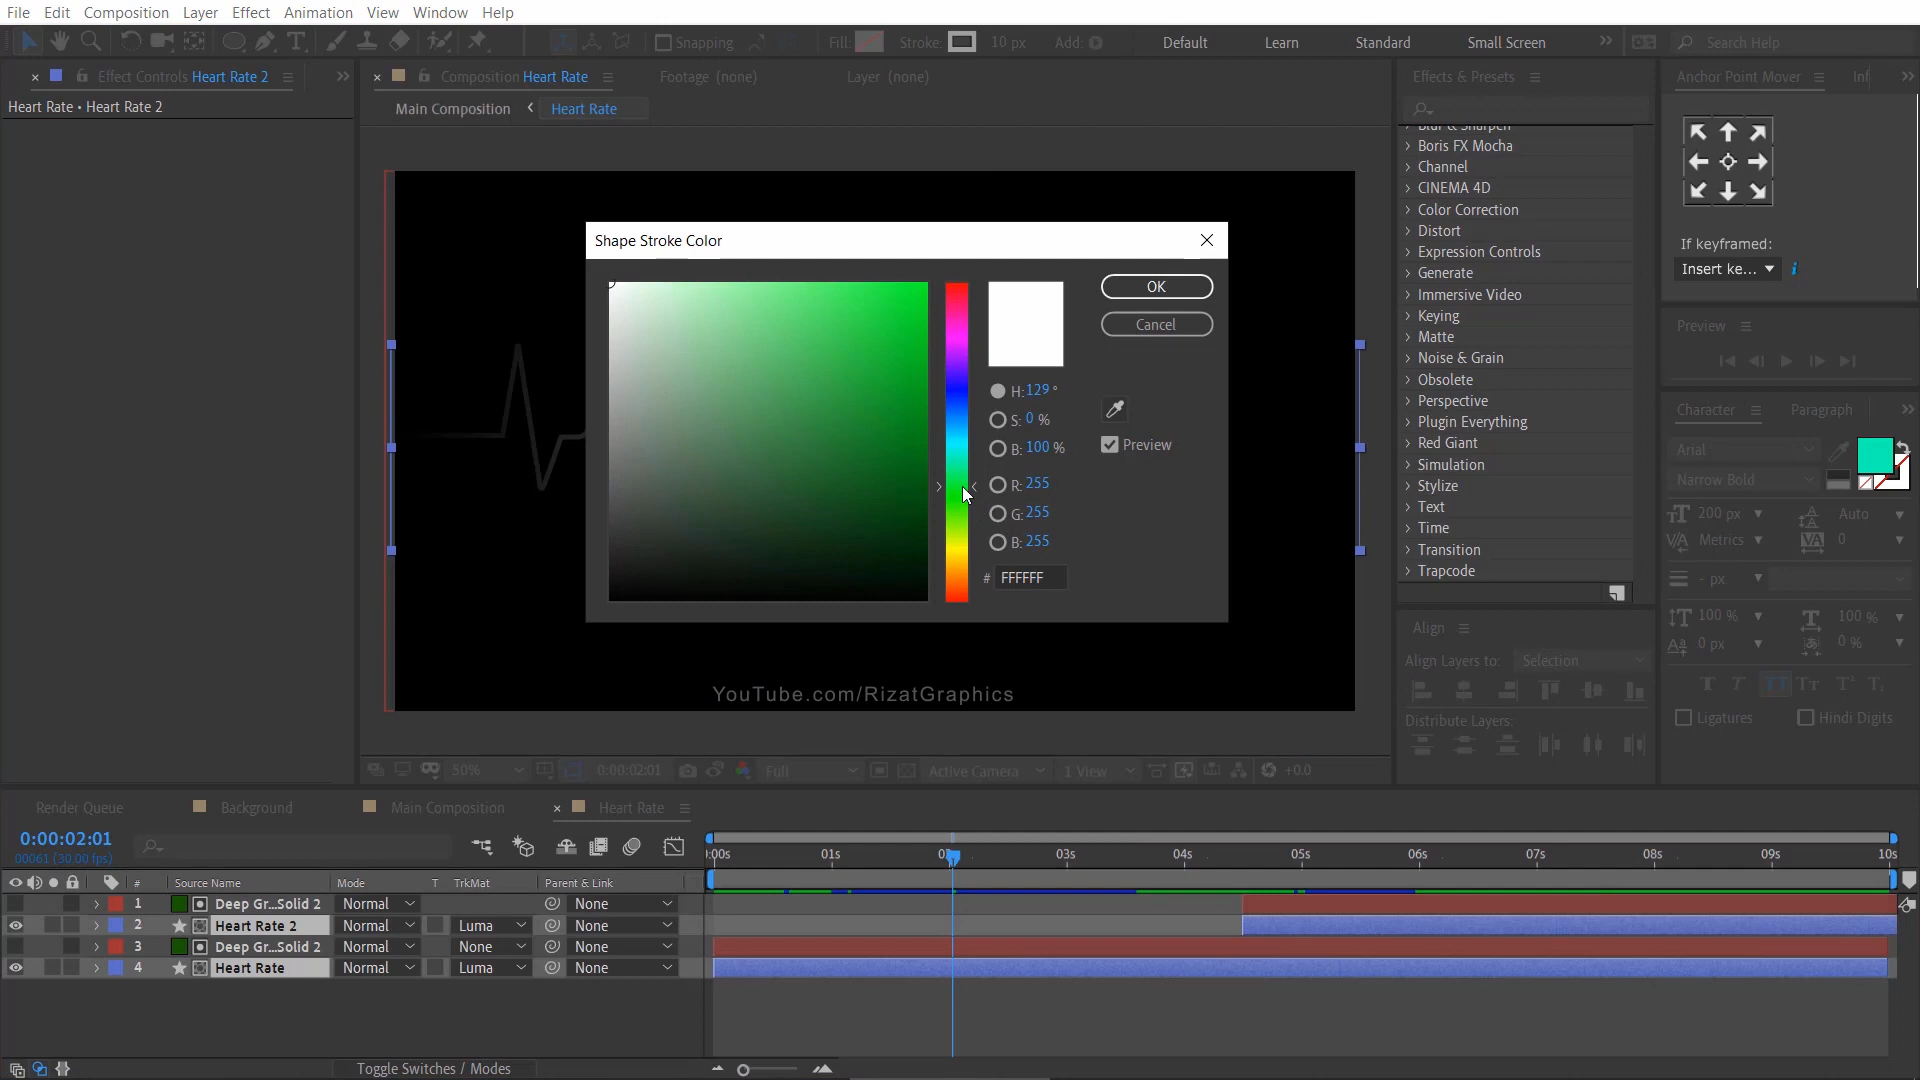 File Edit Composition Layer Effect Animation View Window Help
Snapping Fill: Stroke: 10 px Add: Default Learn Standard Small Screen Search Help
Effect Controls Heart Rate 2
Heart Rate • Heart Rate 2
Composition Heart Rate
Footage (none)
Layer (none)
Main Composition Heart Rate
Shape Stroke Color
OK
Cancel
H: 129 °
S: 0 %
B: 100 %
Preview
R: 255
G: 255
B: 255
# FFFFFF
YouTube.com/RizatGraphics
50% 0:00:02:01 Full Active Camera 1 View +0.0
Effects & Presets
Blur & Sharpen
Boris FX Mocha
Channel
CINEMA 4D
Color Correction
Distort
Expression Controls
Generate
Immersive Video
Keying
Matte
Noise & Grain
Obsolete
Perspective
Plugin Everything
Red Giant
Simulation
Stylize
Text
Time
Transition
Trapcode
Align
Align Layers to: Selection
Distribute Layers:
Anchor Point Mover Inf
If keyframed:
Insert ke...
Preview
Character Paragraph
Arial
Narrow Bold
200 px Auto
Metrics 0
- px
100 % 100 %
0 px 0 %
Ligatures Hindi Digits
Render Queue Background Main Composition Heart Rate
0:00:02:01
00061 (30.00 fps)
# Source Name Mode T TrkMat Parent & Link
1 Deep Gr...Solid 2 Normal None
2 Heart Rate 2 Normal Luma None
3 Deep Gr...Solid 2 Normal None None
4 Heart Rate Normal Luma None
:00s 01s 02 03s 04s 05s 06s 07s 08s 09s 10s
Toggle Switches / Modes